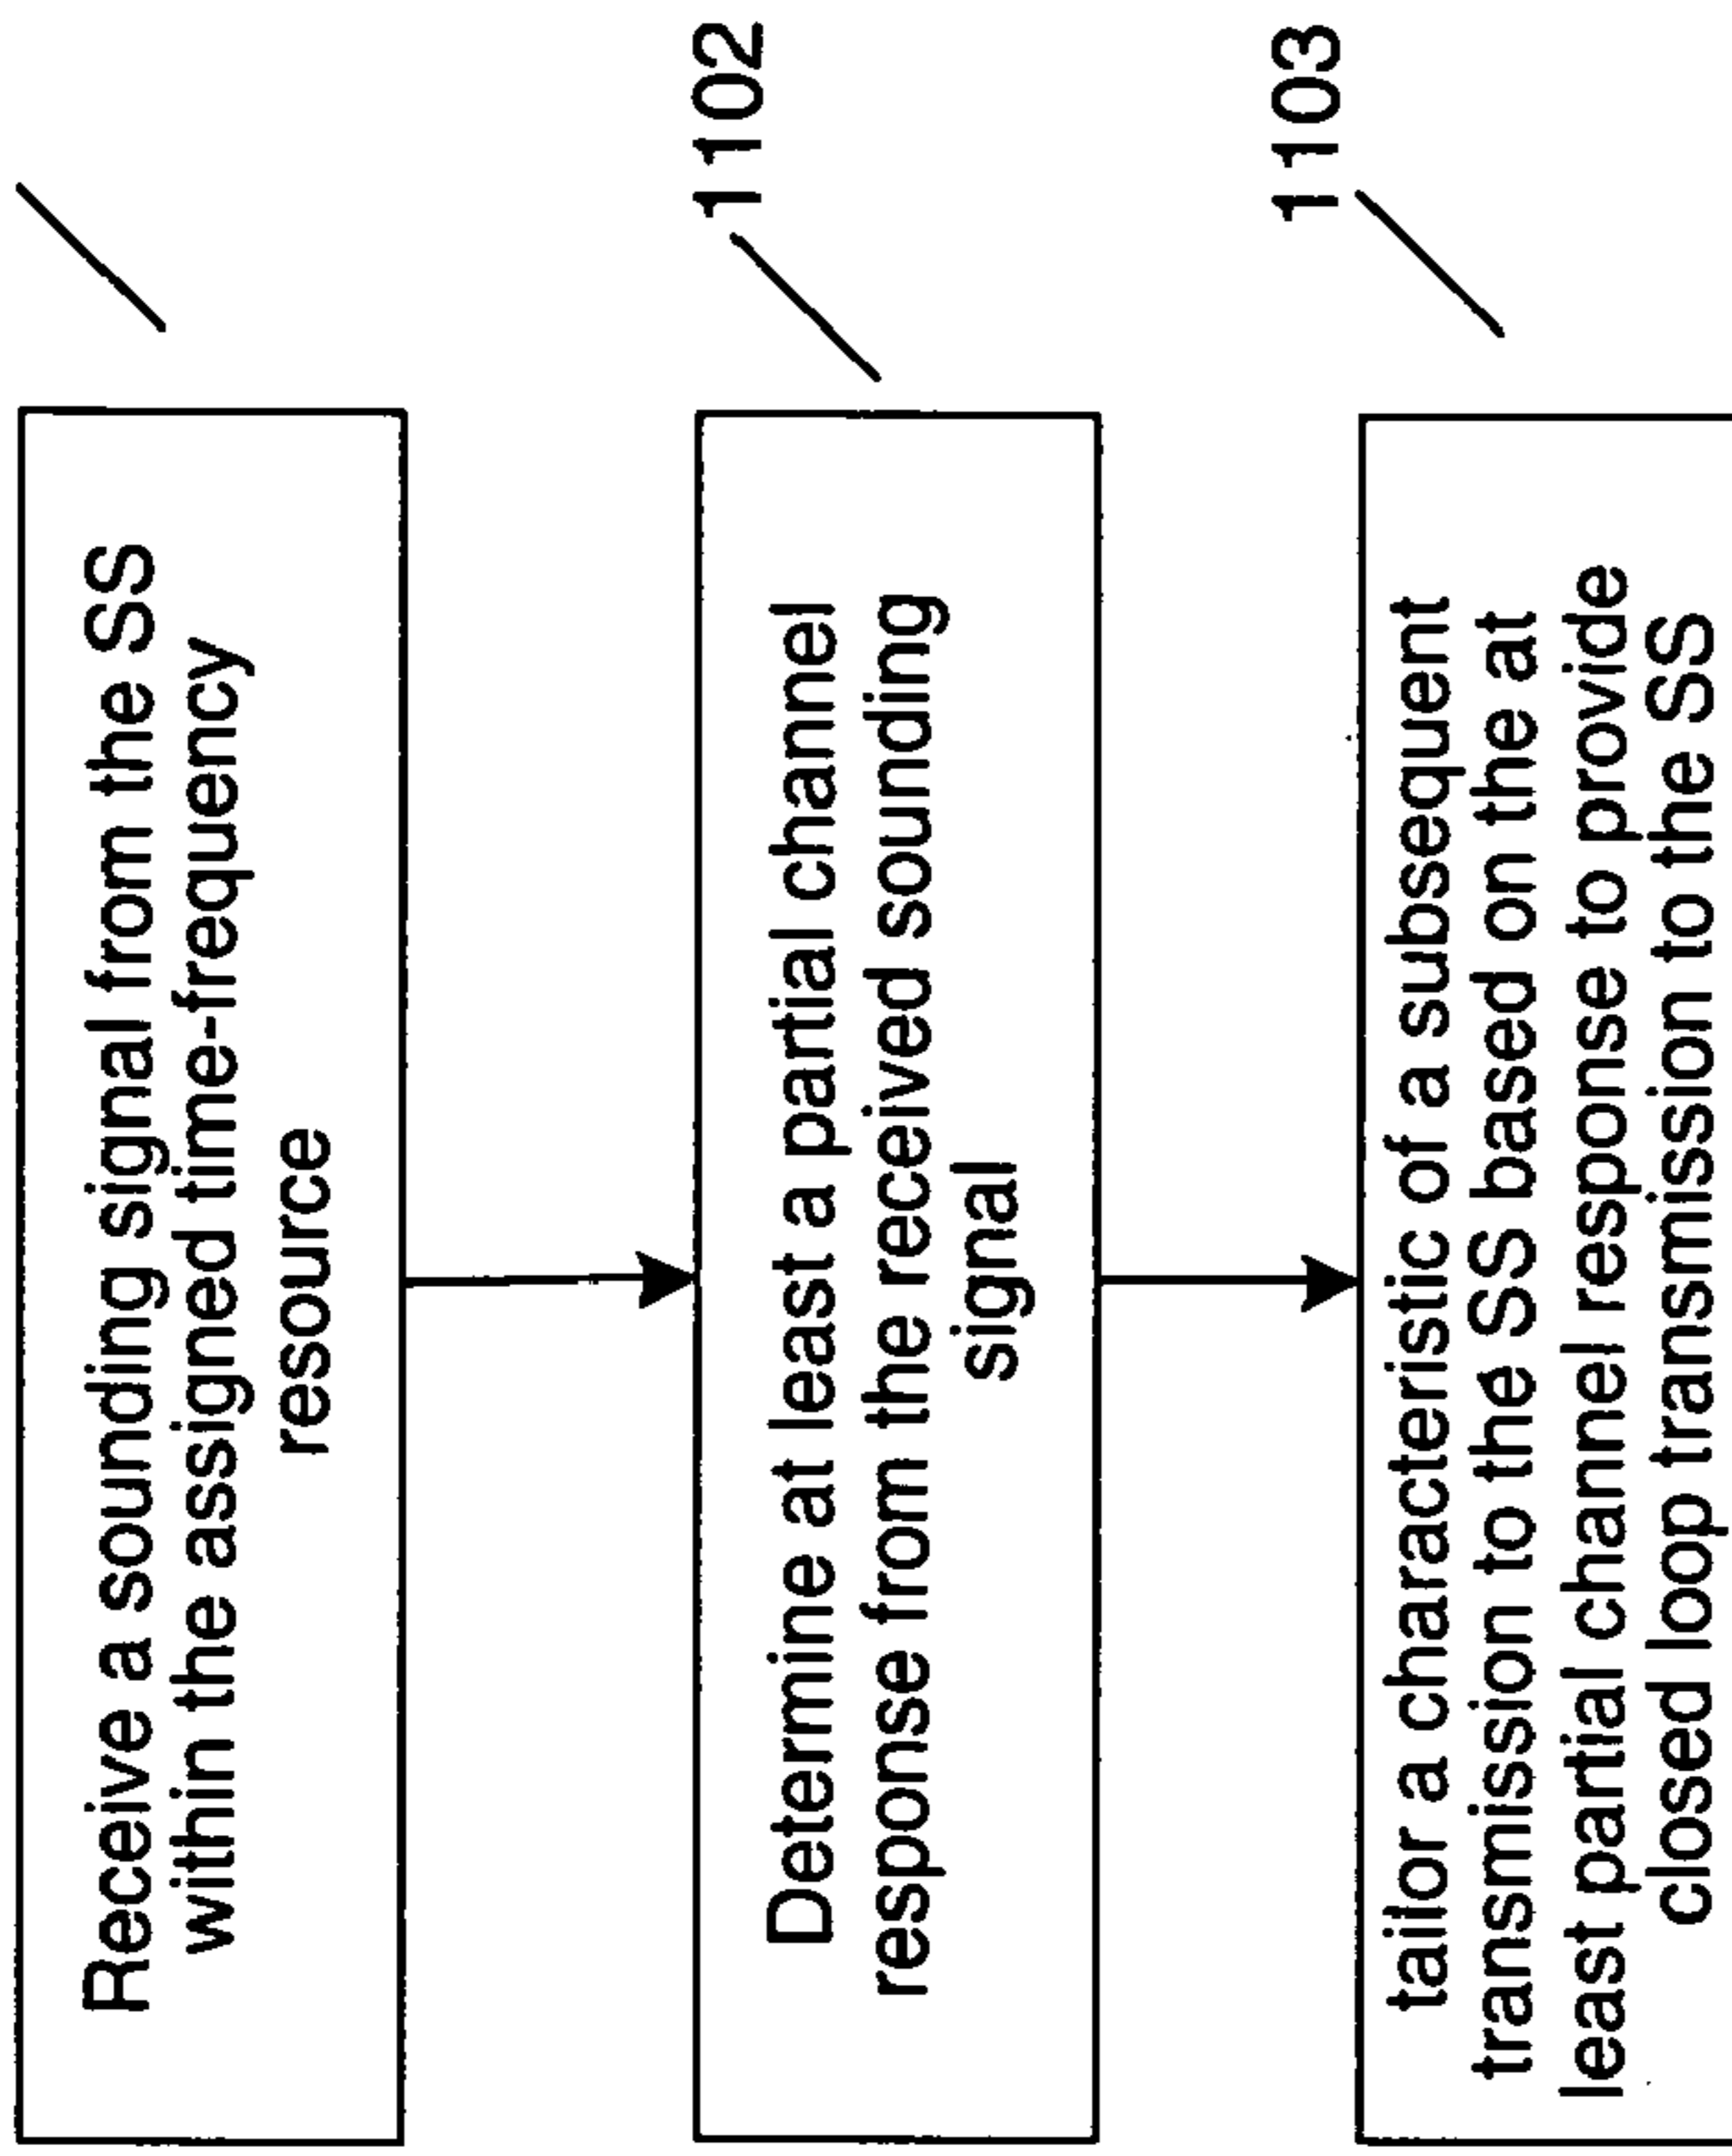 Receive a sounding signal from the SS
within the assigned time-frequency
resource
1102
Determine at least a partial channel
response from the received sounding
signal
1103
tailor a characteristic of a subsequent
transmission to the SS based on the at
least partial channel response to provide
closed loop transmission to the SS